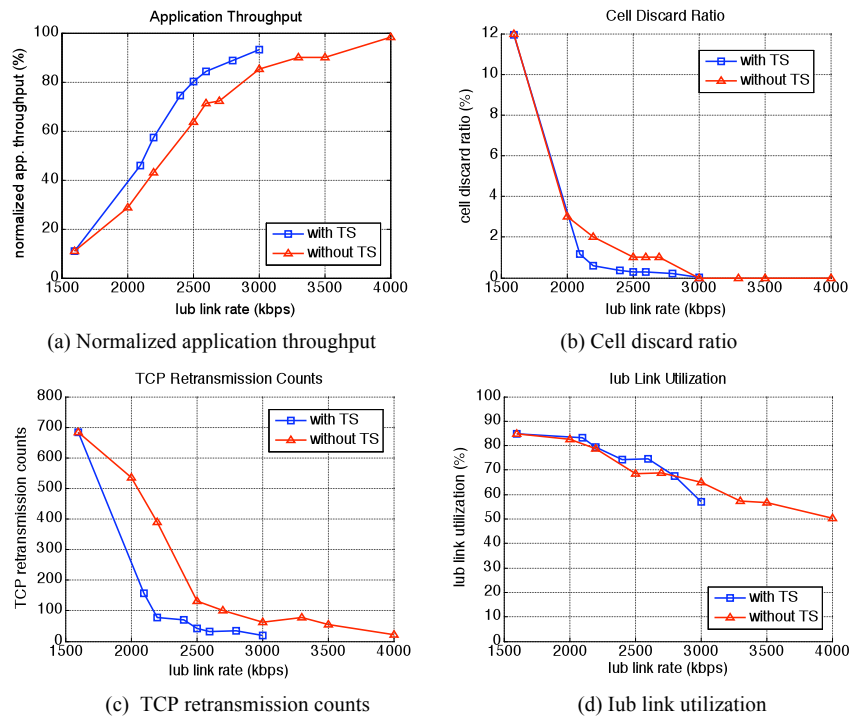 Application Throughput
normalized app. throughput (%)
100
80
60
40
20
0
with TS
without TS
1500 2000 2500 3000 3500 4000
Iub link rate (kbps)
(a) Normalized application throughput
Cell Discard Ratio
cell discard ratio (%)
12
10
8
6
4
2
0
with TS
without TS
1500 2000 2500 3000 3500 4000
Iub link rate (kbps)
(b) Cell discard ratio
TCP Retransmission Counts
TCP retransmission counts
800
700
600
500
400
300
200
100
0
with TS
without TS
1500 2000 2500 3000 3500 4000
Iub link rate (kbps)
(c) TCP retransmission counts
Iub Link Utilization
Iub link utilization (%)
100
90
80
70
60
50
40
30
20
10
0
with TS
without TS
1500 2000 2500 3000 3500 4000
Iub link rate (kbps)
(d) Iub link utilization